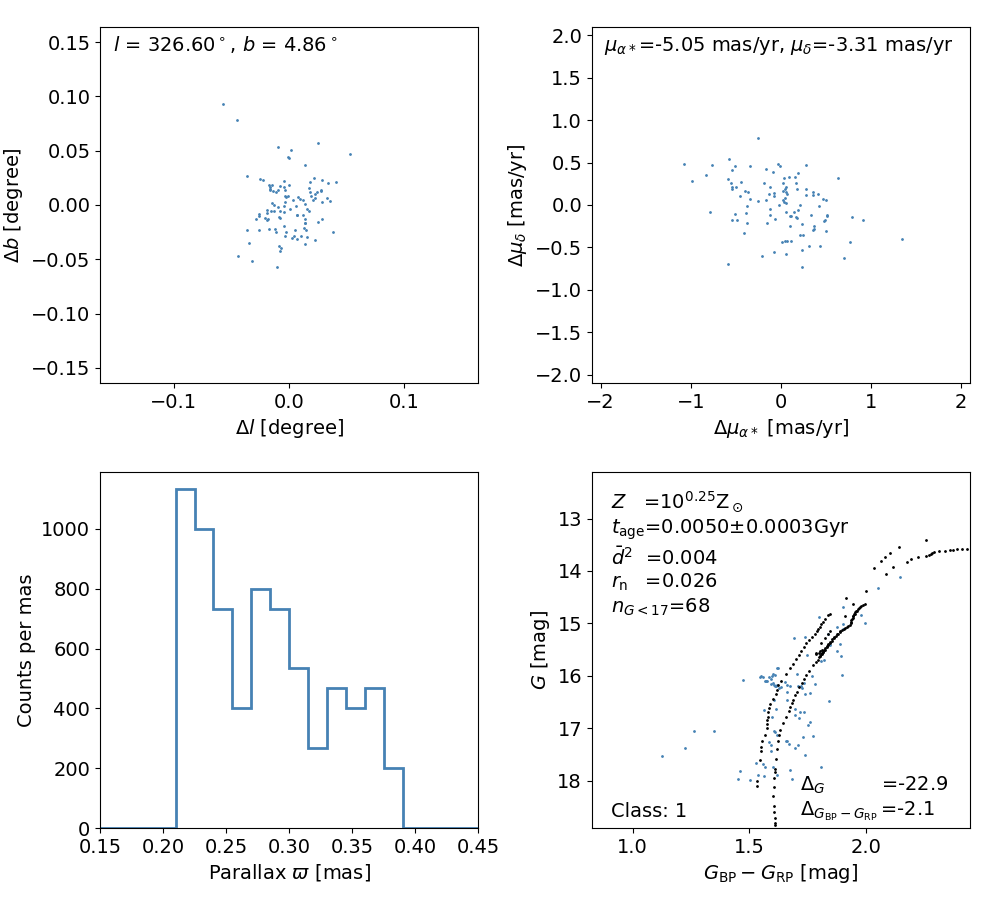 l = 326.60°, b = 4.86°
0.15
0.10
0.05
0.00
−0.05
−0.10
−0.15
Δb [degree]
−0.1 0.0 0.1
Δl [degree]
μα*=-5.05 mas/yr, μδ=-3.31 mas/yr
2.0
1.5
1.0
0.5
0.0
−0.5
−1.0
−1.5
−2.0
Δμδ [mas/yr]
−2 −1 0 1 2
Δμα* [mas/yr]
1000
800
600
400
200
0
Counts per mas
0.15 0.20 0.25 0.30 0.35 0.40 0.45
Parallax ϖ [mas]
Z =10^0.25Z⊙
t_age=0.0050±0.0003Gyr
d̄² =0.004
r_n =0.026
n_G<17=68
13
14
15
16
17
18
G [mag]
Δ_G =-22.9
Δ_GBP−GRP=-2.1
Class: 1
1.0 1.5 2.0
G_BP − G_RP [mag]